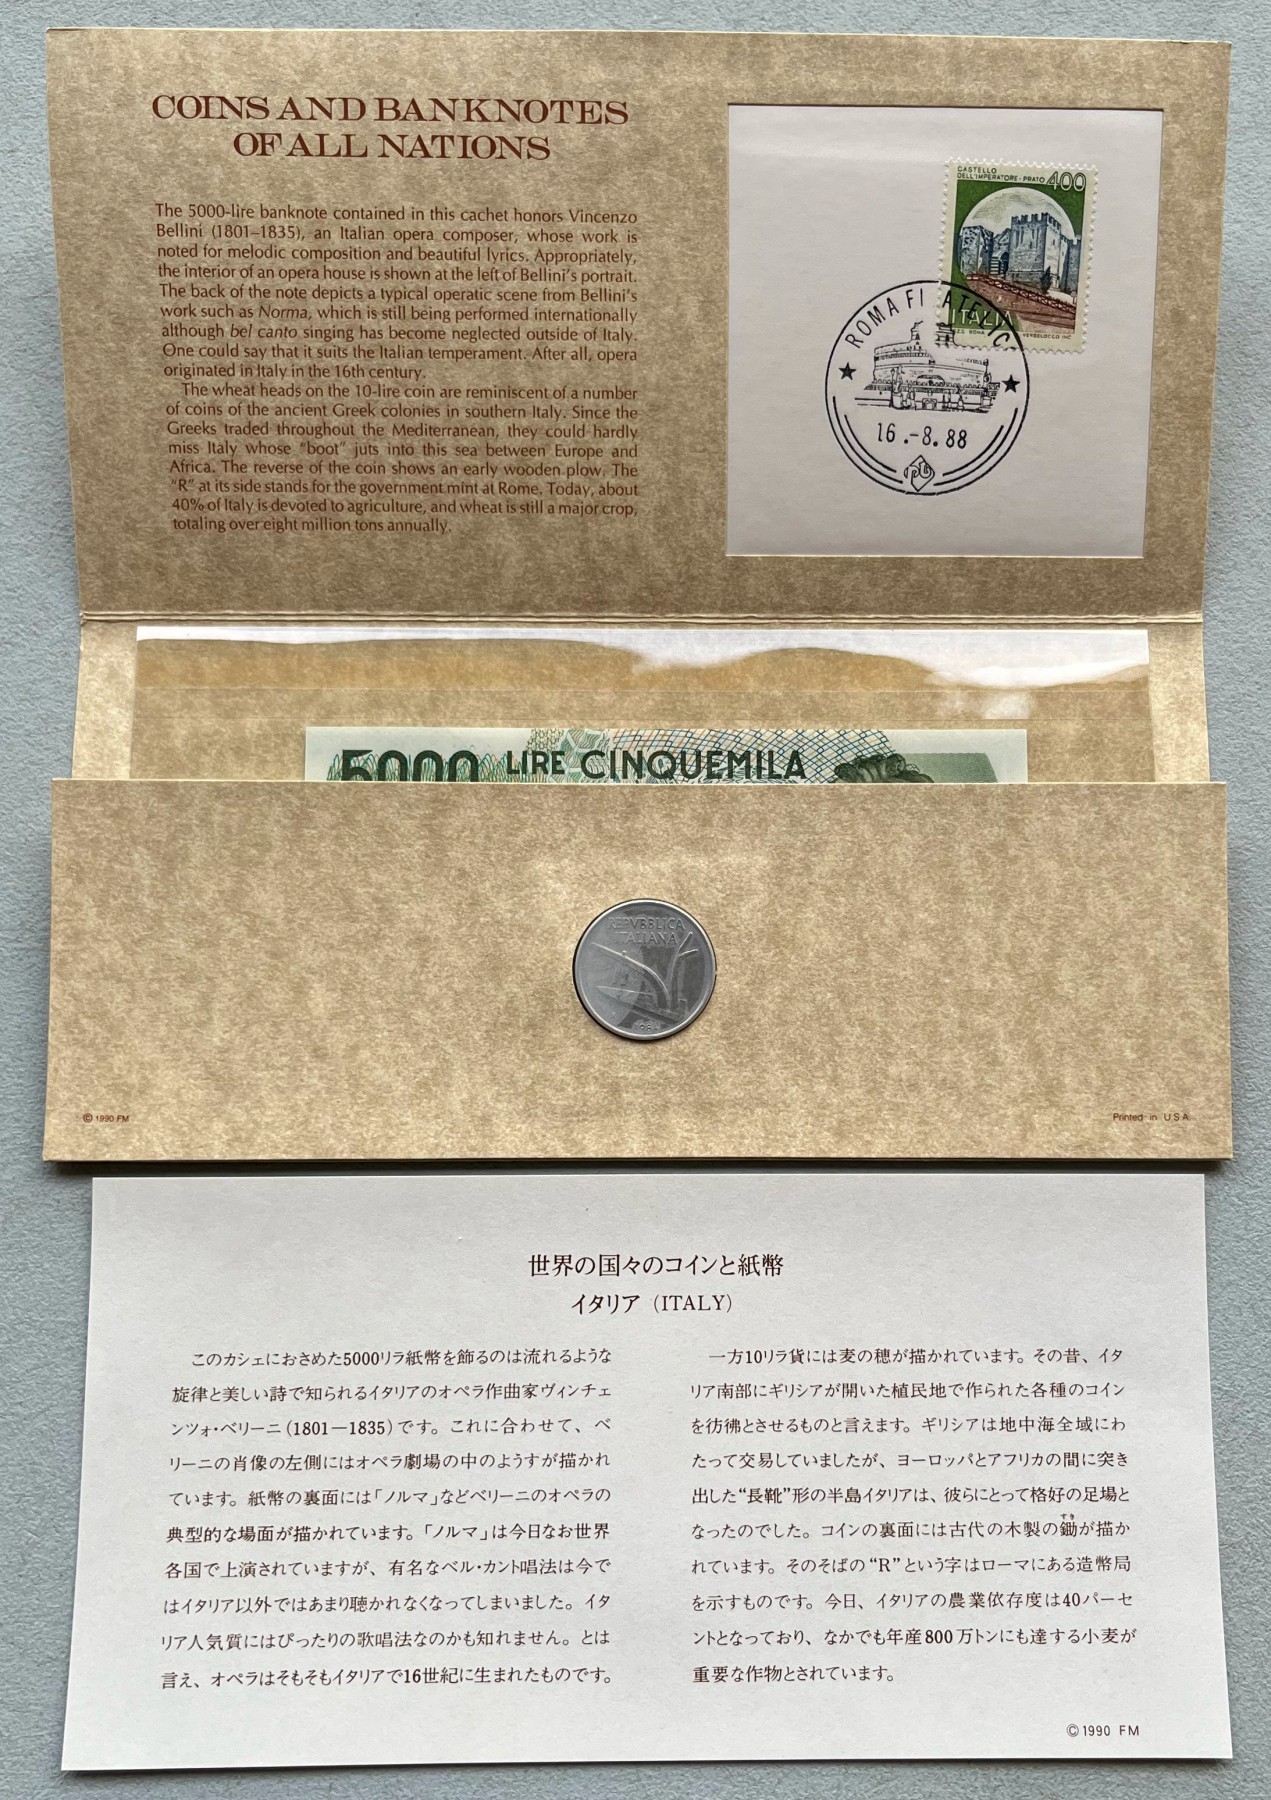 COINS AND BANKNOTES
OF ALL NATIONS
The 5000-lire banknote contained in this cachet honors Vincenzo
Bellini (1801–1835), an Italian opera composer, whose work is
noted for melodic composition and beautiful lyrics. Appropriately,
the interior of an opera house is shown at the left of Bellini's portrait.
The back of the note depicts a typical operatic scene from Bellini's
work such as Norma, which is still being performed internationally
although bel canto singing has become neglected outside of Italy.
One could say that it suits the Italian temperament. After all, opera
originated in Italy in the 16th century.
The wheat heads on the 10-lire coin are reminiscent of a number
of coins of the ancient Greek colonies in southern Italy. Since the
Greeks traded throughout the Mediterranean, they could hardly
miss Italy whose "boot" juts into this sea between Europe and
Africa. The reverse of the coin shows an early wooden plow. The
"R" at its side stands for the government mint at Rome. Today, about
40% of Italy is devoted to agriculture, and wheat is still a major crop,
totaling over eight million tons annually.
CASTELLO
DELL'IMPERATORE - PRATO 400
ITALIA
ROMA FI ATELIC
16.-8.88
5000 LIRE CINQUEMILA
REPVBBLICA
ITALIANA
© 1990 FM
Printed in U S A.
世界の国々のコインと紙幣
イタリア (ITALY)
このカシェにおさめた5000リラ紙幣を飾るのは流れるような
旋律と美しい詩で知られるイタリアのオペラ作曲家ヴィンチェ
ンツォ・ベリーニ(1801―1835)です。これに合わせて、ベ
リーニの肖像の左側にはオペラ劇場の中のようすが描かれ
ています。紙幣の裏面には「ノルマ」などベリーニのオペラの
典型的な場面が描かれています。「ノルマ」は今日なお世界
各国で上演されていますが、有名なベル・カント唱法は今で
はイタリア以外ではあまり聴かれなくなってしまいました。イタ
リア人気質にはぴったりの歌唱法なのかも知れません。とは
言え、オペラはそもそもイタリアで16世紀に生まれたものです。
一方10リラ貨には麦の穂が描かれています。その昔、イタ
リア南部にギリシアが開いた植民地で作られた各種のコイン
を彷彿とさせるものと言えます。ギリシアは地中海全域にわ
たって交易していましたが、ヨーロッパとアフリカの間に突き
出した“長靴”形の半島イタリアは、彼らにとって格好の足場と
なったのでした。コインの裏面には古代の木製の鋤が描か
れています。そのそばの“R”という字はローマにある造幣局
を示すものです。今日、イタリアの農業依存度は40パーセ
ントとなっており、なかでも年産800万トンにも達する小麦が
重要な作物とされています。
©1990 FM